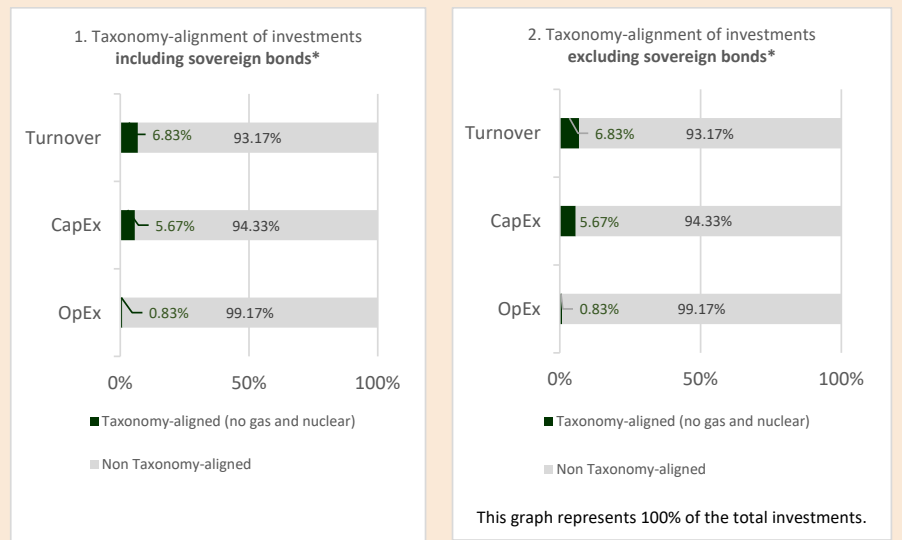 1. Taxonomy-alignment of investments
including sovereign bonds*
Turnover
6.83%
93.17%
CapEx
5.67%
94.33%
OpEx
0.83%
99.17%
0%
50%
100%
Taxonomy-aligned (no gas and nuclear)
Non Taxonomy-aligned
2. Taxonomy-alignment of investments
excluding sovereign bonds*
Turnover
6.83%
93.17%
CapEx
5.67%
94.33%
OpEx
0.83%
99.17%
0%
50%
100%
Taxonomy-aligned (no gas and nuclear)
Non Taxonomy-aligned
This graph represents 100% of the total investments.